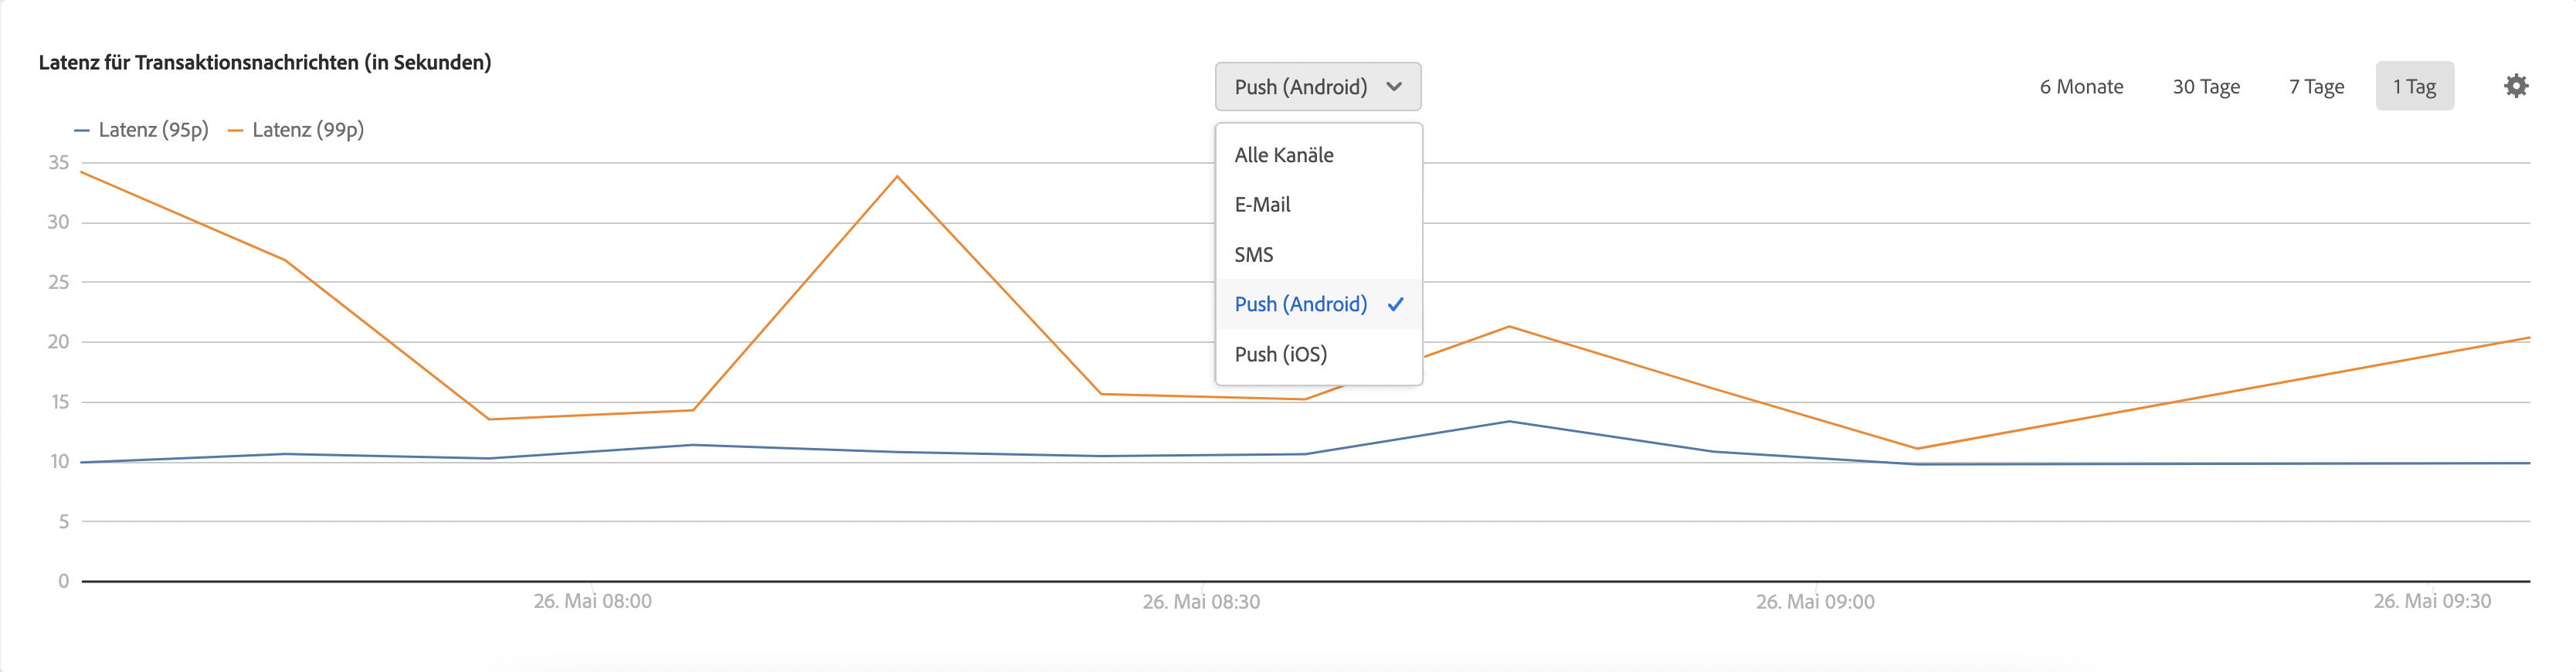 Latenz für Transaktionsnachrichten (in Sekunden)
Push (Android)
6 Monate 30 Tage 7 Tage 1 Tag
Latenz (95p) Latenz (99p)
Alle Kanäle
E-Mail
SMS
Push (Android)
Push (iOS)
35
30
25
20
15
10
5
0
26. Mai 08:00 26. Mai 08:30 26. Mai 09:00 26. Mai 09:30